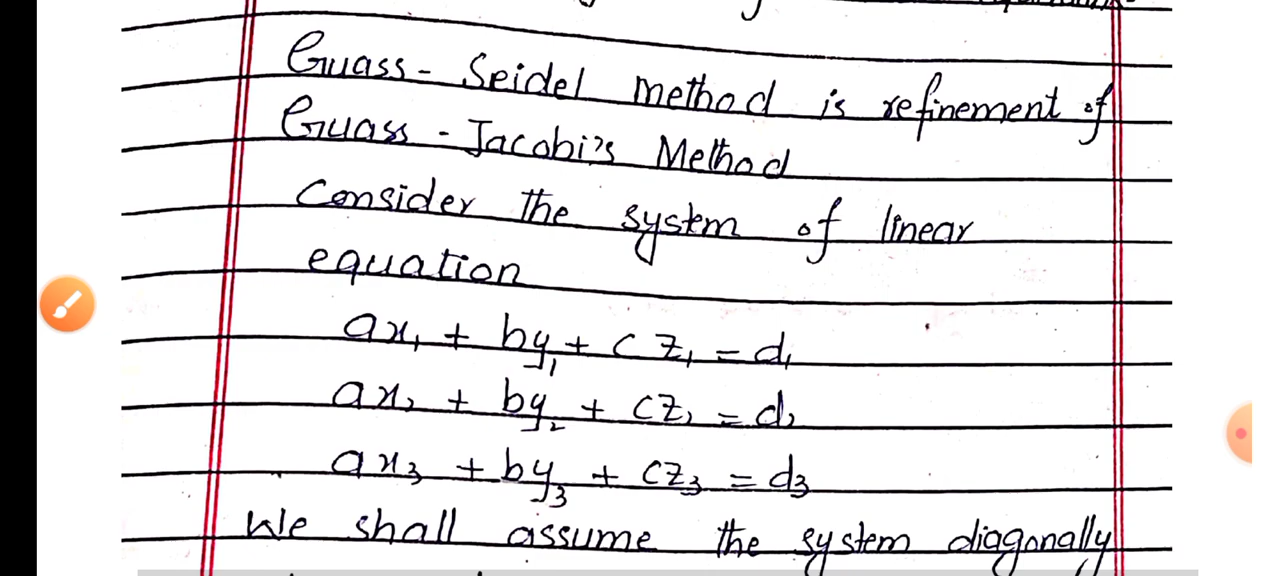 Guass - Seidel method is refinement of
Guass - Jacobi's Method
Consider the system of linear
equation
ax₁ + by₁ + cz₁ = d₁
ax₂ + by₂ + cz₂ = d₂
ax₃ + by₃ + cz₃ = d₃
We shall assume the system diagonally